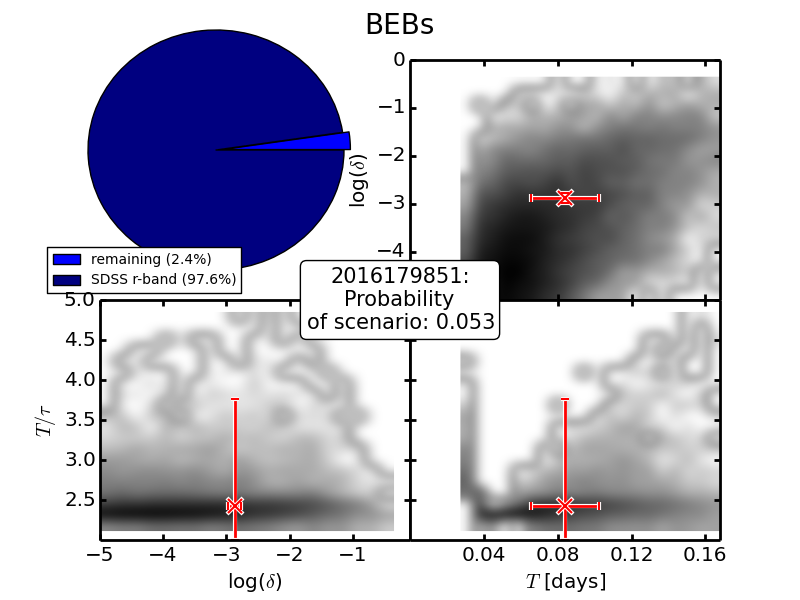 BEBs
remaining (2.4%)
SDSS r-band (97.6%)
log(δ)
0
−1
−2
−3
−4
2016179851:
Probability
of scenario: 0.053
T/τ
5.0
4.5
4.0
3.5
3.0
2.5
−5 −4 −3 −2 −1
log(δ)
0.04 0.08 0.12 0.16
T [days]